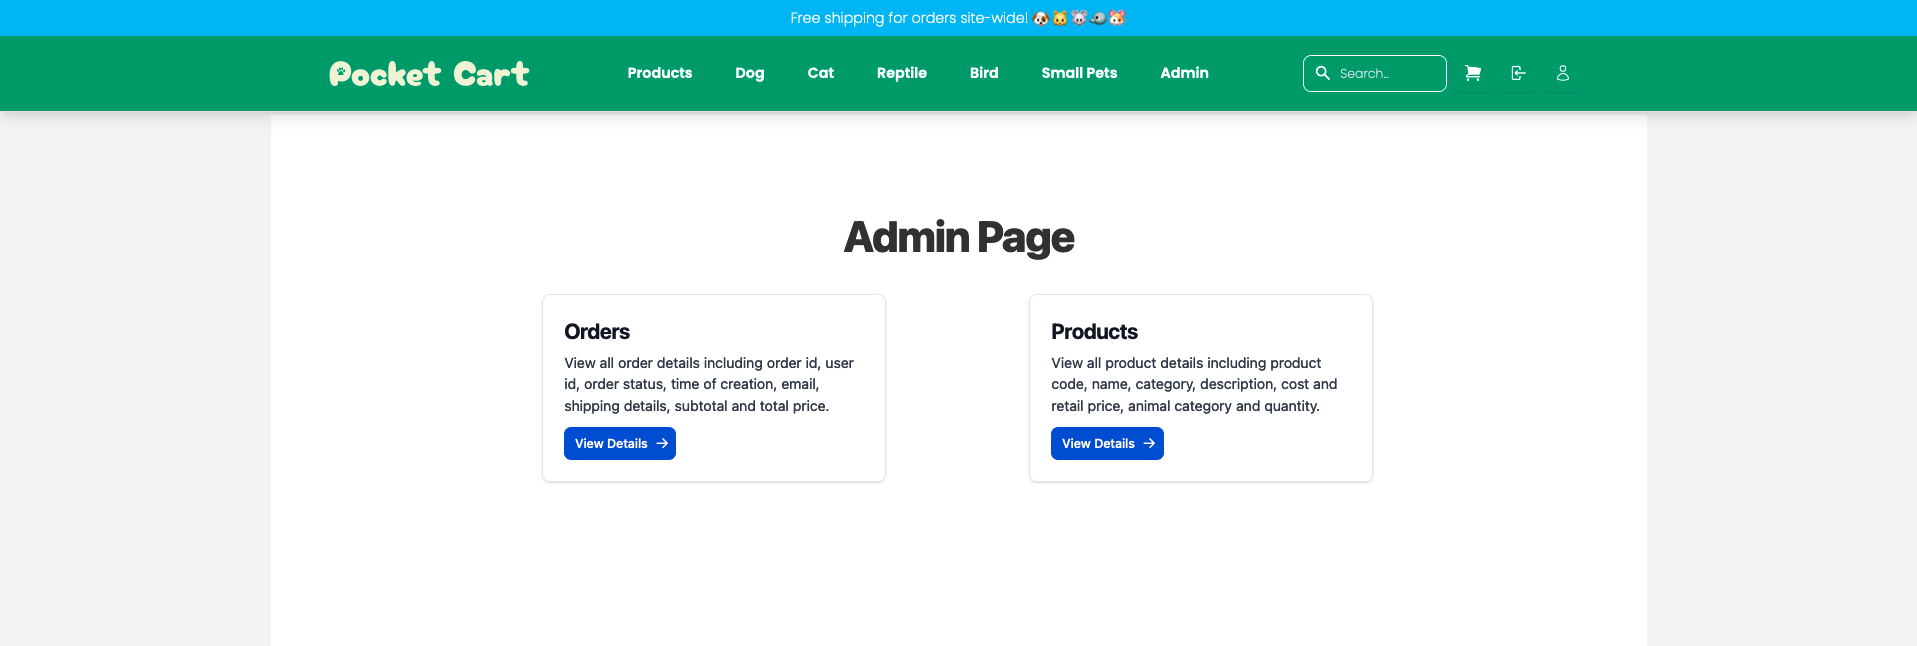 Free shipping for orders site-wide! 🐶🐱🐭🐠🐹
Pocket Cart
Products Dog Cat Reptile Bird Small Pets Admin
Search...
Admin Page
Orders
View all order details including order id, user
id, order status, time of creation, email,
shipping details, subtotal and total price.
View Details →
Products
View all product details including product
code, name, category, description, cost and
retail price, animal category and quantity.
View Details →